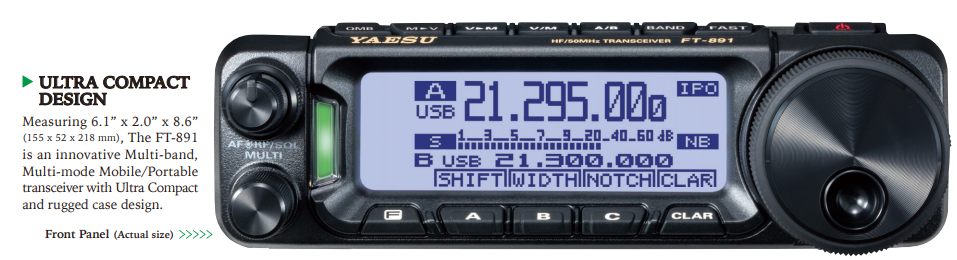 ULTRA COMPACT
DESIGN
Measuring 6.1” x 2.0” x 8.6”
(155 x 52 x 218 mm), The FT-891
is an innovative Multi-band,
Multi-mode Mobile/Portable
transceiver with Ultra Compact
and rugged case design.
Front Panel (Actual size) >>>>>
QMB M►V V►M V/M A/B BAND FAST
YAESU HF/50MHz TRANSCEIVER FT-891
A USB 21.295.000 IPO
S 1 3 5 7 9 20 40 60 dB NB
B USB 21.300.000
SHIFT WIDTH NOTCH CLAR
AF RF/SQL
MULTI
F A B C CLAR